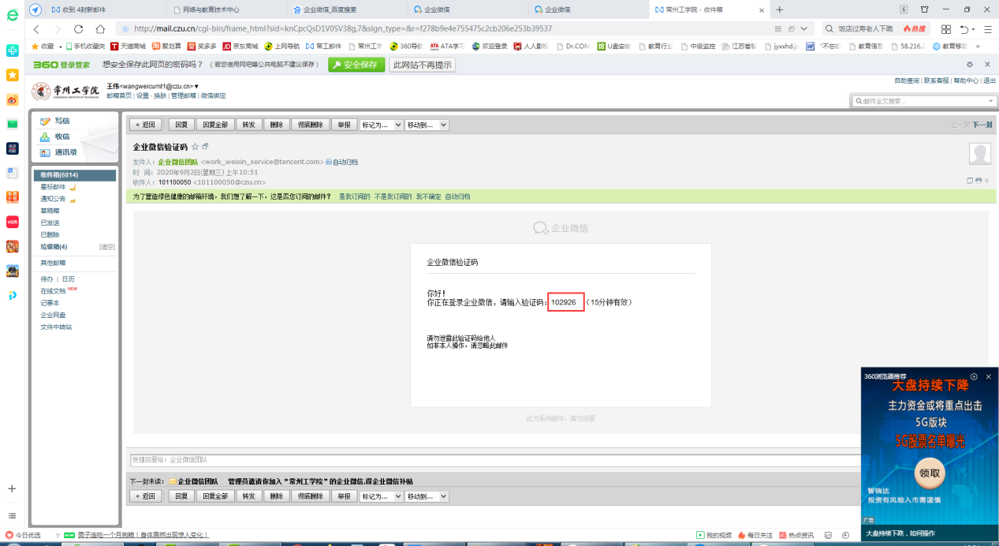 收到 4封新邮件
网络与教育技术中心
企业微信_百度搜索
企业微信
企业微信
常州工学院 - 收件箱
6
http://mail.czu.cn/cgi-bin/frame_html?sid=knCpcQsD1V0SV38g,7&sign_type=&r=f278b9e4e755475c2cb206e253b39537
饭店过寿老人下跪
热搜
收藏
手机收藏夹
天猫商城
聚划算
奖多多
京东商城
上网导航
常工邮件
常州工学
360导航
ATA学习
欢迎登录
人人影视
Dr.COM
U盘安装
教育行业
中级监控
江苏省智
jyxxhd.js
"不忘初
教育信息
58.216.
教育移动
360登录管家
想安全保存此网页的密码吗？
（若您使用网吧等公共电脑不建议保存）
安全保存
此网站不再提示
常州工学院
王伟<wangweicumt1@czu.cn>▼
邮箱首页 | 设置 - 换肤 | 管理邮箱 | 微信绑定
自助查询 | 联系客服 | 帮助中心 | 退出
邮件全文搜索...
写信
收信
通讯录
收件箱(6814)
星标邮件
通知公告
草稿箱
已发送
已删除
垃圾箱(4)
[清空]
其他邮箱
待办 | 日历
在线文档 NEW
记事本
企业网盘
文件中转站
« 返回
回复
回复全部
转发
删除
彻底删除
举报
标记为...
移动到...
上一封 下一封
企业微信验证码
发件人：企业微信团队 <work_weixin_service@tencent.com> 自动归档
时 间：2020年9月2日(星期三) 上午10:51
收件人：101100050 <101100050@czu.cn>
为了营造绿色健康的邮箱环境，我们想了解一下，这是否您订阅的邮件？ 是我订阅的 不是我订阅的 我不确定 自动归档
企业微信
企业微信验证码
你好！
你正在登录企业微信，请输入验证码：102926（15分钟有效）
请勿泄露此验证码给他人
如非本人操作，请忽略此邮件
此为系统邮件，请勿回复
快捷回复给：企业微信团队
下一封未读：
企业微信团队 管理员邀请你加入“常州工学院”的企业微信,得企业微信补贴
« 返回
回复
回复全部
转发
删除
彻底删除
举报
标记为...
移动到...
360浏览器推荐
大盘持续下降
主力资金或将重点出击
5G版块
5G股票名单曝光
领取
智瑞达
投资有风险入市需谨慎
广告
大盘持续下跌，如何操作
今日优选
NEW
男子连吃一个月狗粮！身体居然出现惊人变化！
我的视频
每日关注
热点资讯